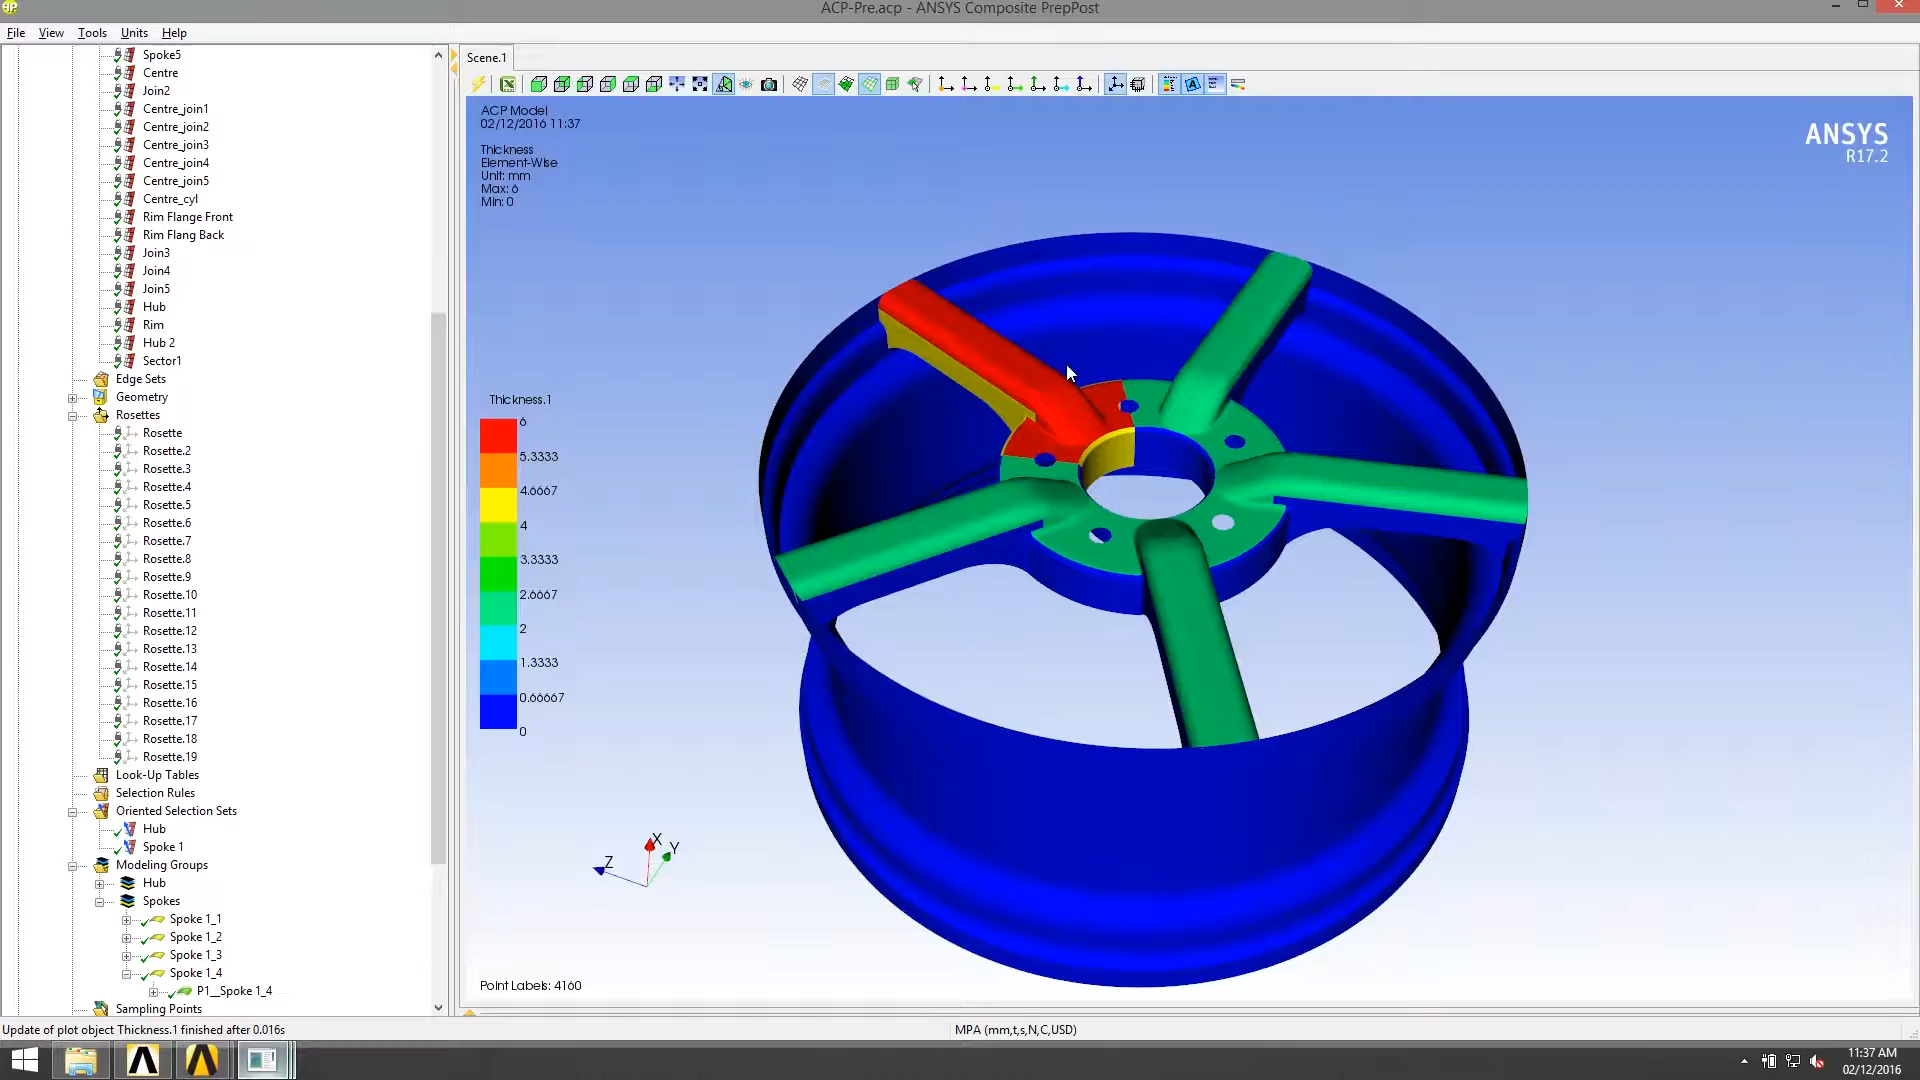 ACP-Pre.acp - ANSYS Composite PrepPost
File View Tools Units Help
Spoke5
Centre
Join2
Centre_join1
Centre_join2
Centre_join3
Centre_join4
Centre_join5
Centre_cyl
Rim Flange Front
Rim Flang Back
Join3
Join4
Join5
Hub
Rim
Hub 2
Sector1
Edge Sets
Geometry
Rosettes
Rosette
Rosette.2
Rosette.3
Rosette.4
Rosette.5
Rosette.6
Rosette.7
Rosette.8
Rosette.9
Rosette.10
Rosette.11
Rosette.12
Rosette.13
Rosette.14
Rosette.15
Rosette.16
Rosette.17
Rosette.18
Rosette.19
Look-Up Tables
Selection Rules
Oriented Selection Sets
Hub
Spoke 1
Modeling Groups
Hub
Spokes
Spoke 1_1
Spoke 1_2
Spoke 1_3
Spoke 1_4
P1__Spoke 1_4
Sampling Points
Scene.1
ACP Model
02/12/2016 11:37
Thickness
Element-Wise
Unit: mm
Max: 6
Min: 0
ANSYS
R17.2
Thickness.1
6
5.3333
4.6667
4
3.3333
2.6667
2
1.3333
0.66667
0
X
Y
Z
Point Labels: 4160
Update of plot object Thickness.1 finished after 0.016s
MPA (mm,t,s,N,C,USD)
11:37 AM
02/12/2016